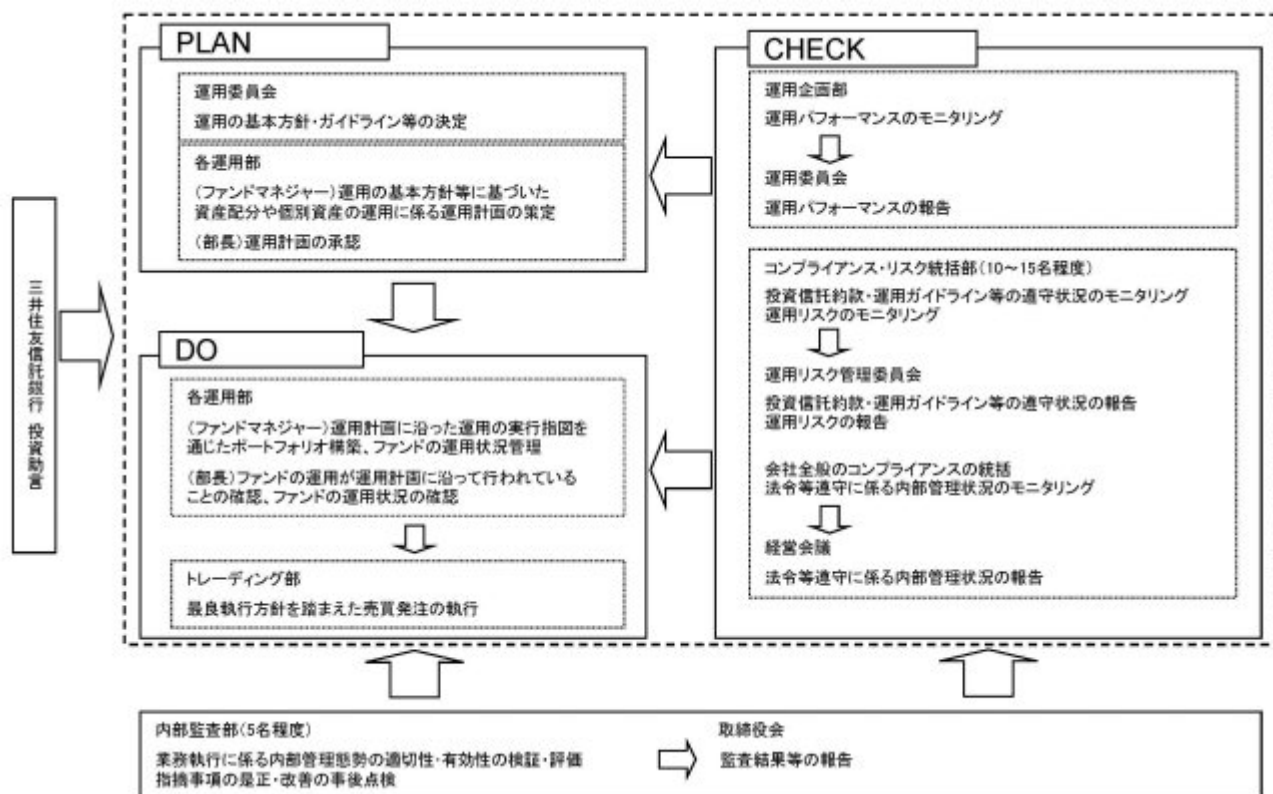 PLAN
運用委員会
運用の基本方針・ガイドライン等の決定
各運用部
(ファンドマネジャー)運用の基本方針等に基づいた
資産配分や個別資産の運用に係る運用計画の策定
(部長)運用計画の承認
DO
各運用部
(ファンドマネジャー)運用計画に沿った運用の実行指図を
通じたポートフォリオ構築、ファンドの運用状況管理
(部長)ファンドの運用が運用計画に沿って行われている
ことの確認、ファンドの運用状況の確認
トレーディング部
最良執行方針を踏まえた売買発注の執行
CHECK
運用企画部
運用パフォーマンスのモニタリング
運用委員会
運用パフォーマンスの報告
コンプライアンス・リスク統括部(10～15名程度)
投資信託約款・運用ガイドライン等の遵守状況のモニタリング
運用リスクのモニタリング
運用リスク管理委員会
投資信託約款・運用ガイドライン等の遵守状況の報告
運用リスクの報告
会社全般のコンプライアンスの統括
法令等遵守に係る内部管理状況のモニタリング
経営会議
法令等遵守に係る内部管理状況の報告
三井住友信託銀行 投資助言
内部監査部(5名程度)
業務執行に係る内部管理態勢の適切性・有効性の検証・評価
指摘事項の是正・改善の事後点検
取締役会
監査結果等の報告